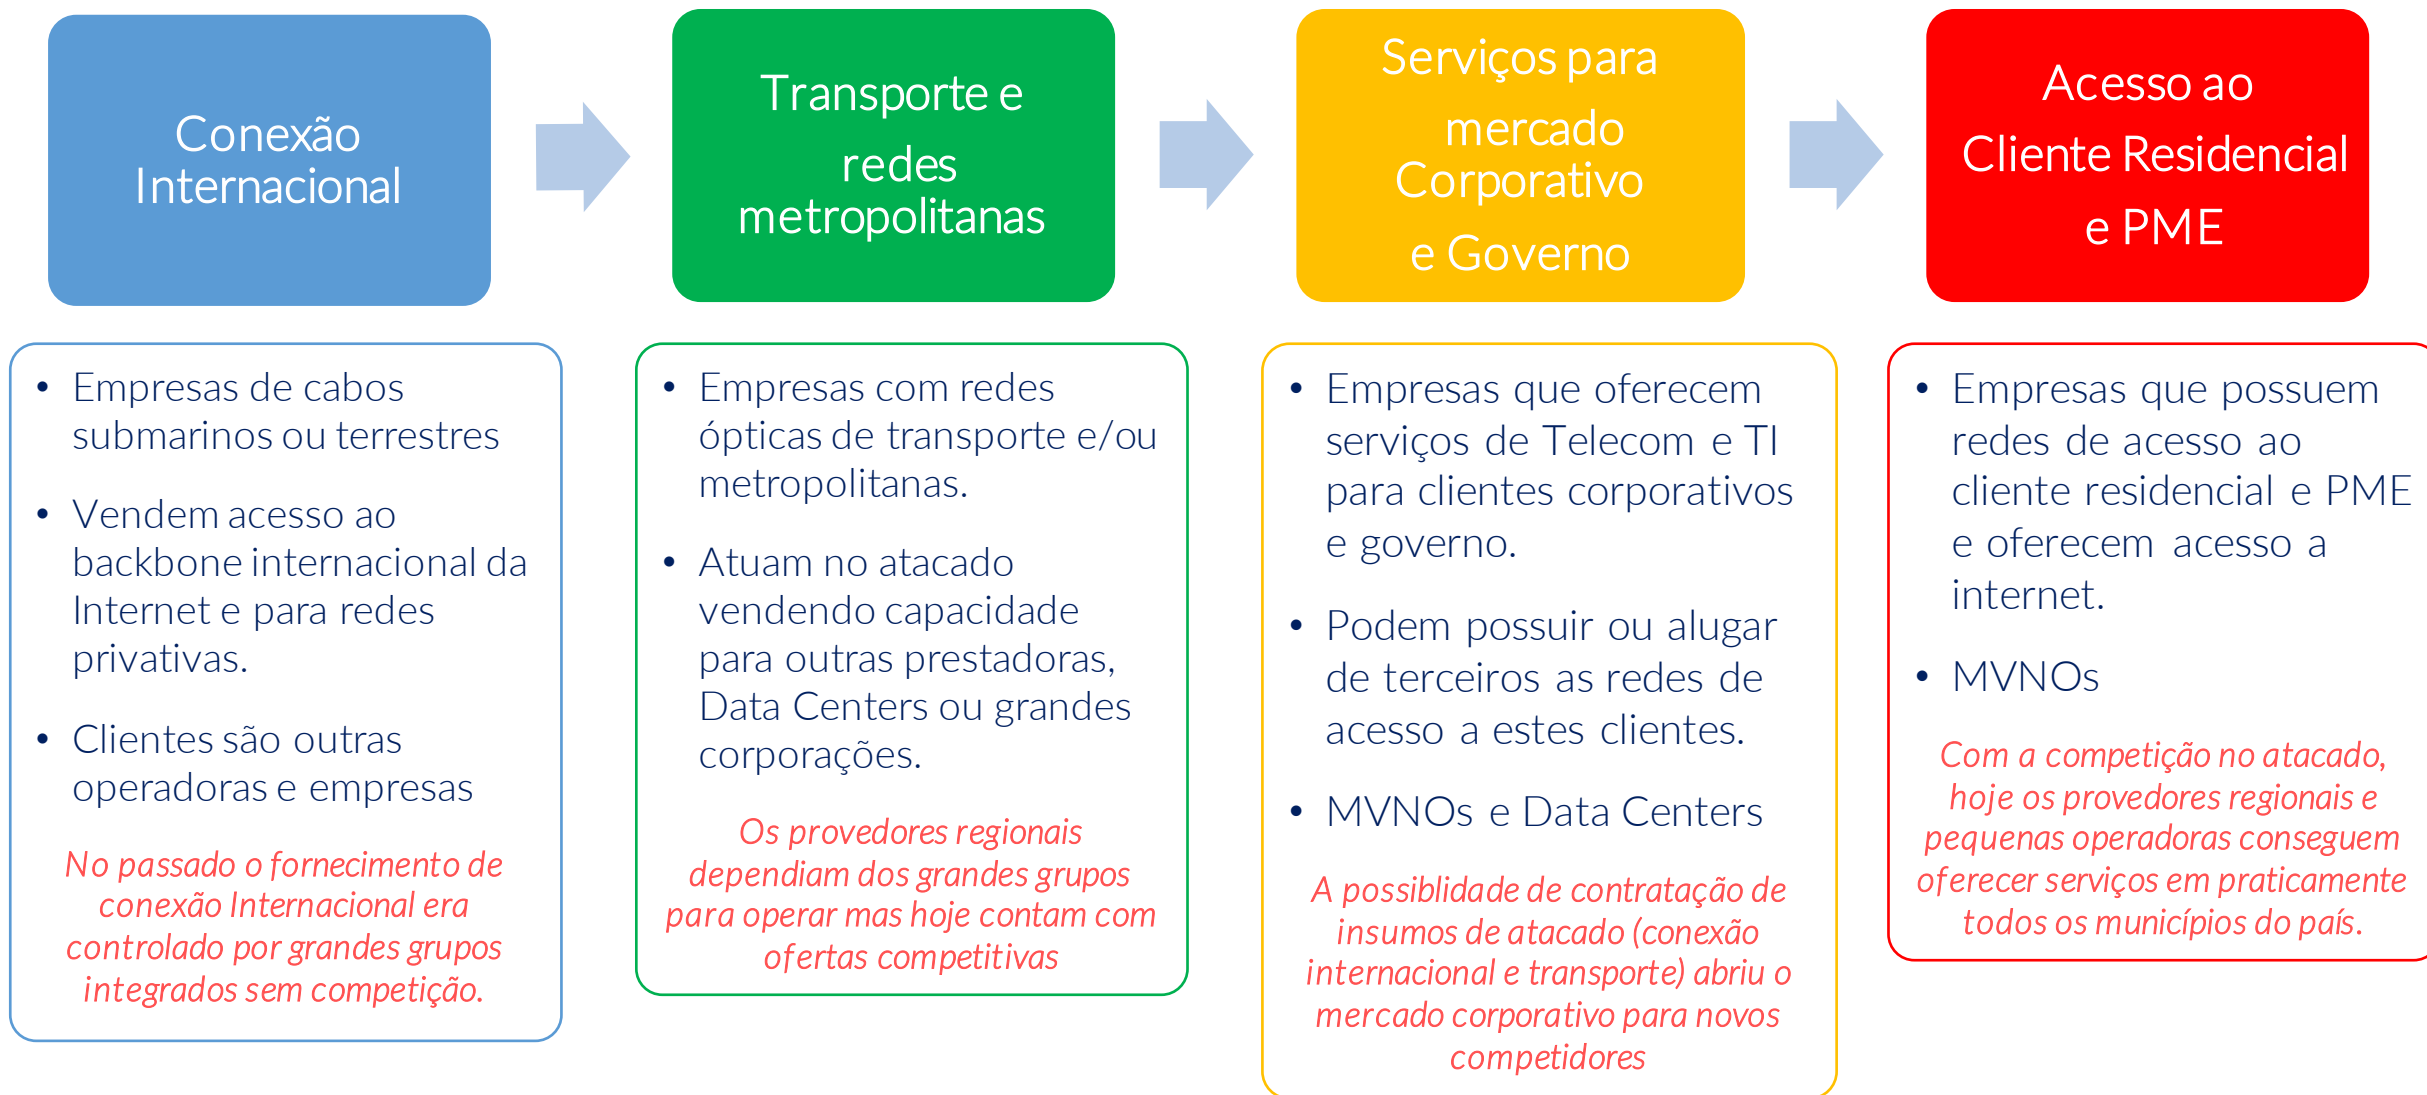 Conexão
Internacional
Transporte e
redes
metropolitanas
Serviços para
mercado
Corporativo
e Governo
Acesso ao
Cliente Residencial
e PME
• Empresas de cabos
submarinos ou terrestres
• Vendem acesso ao
backbone internacional da
Internet e para redes
privativas.
• Clientes são outras
operadoras e empresas
No passado o fornecimento de
conexão Internacional era
controlado por grandes grupos
integrados sem competição.
• Empresas com redes
ópticas de transporte e/ou
metropolitanas.
• Atuam no atacado
vendendo capacidade
para outras prestadoras,
Data Centers ou grandes
corporações.
Os provedores regionais
dependiam dos grandes grupos
para operar mas hoje contam com
ofertas competitivas
• Empresas que oferecem
serviços de Telecom e TI
para clientes corporativos
e governo.
• Podem possuir ou alugar
de terceiros as redes de
acesso a estes clientes.
• MVNOs e Data Centers
A possiblidade de contratação de
insumos de atacado (conexão
internacional e transporte) abriu o
mercado corporativo para novos
competidores
• Empresas que possuem
redes de acesso ao
cliente residencial e PME
e oferecem acesso a
internet.
• MVNOs
Com a competição no atacado,
hoje os provedores regionais e
pequenas operadoras conseguem
oferecer serviços em praticamente
todos os municípios do país.